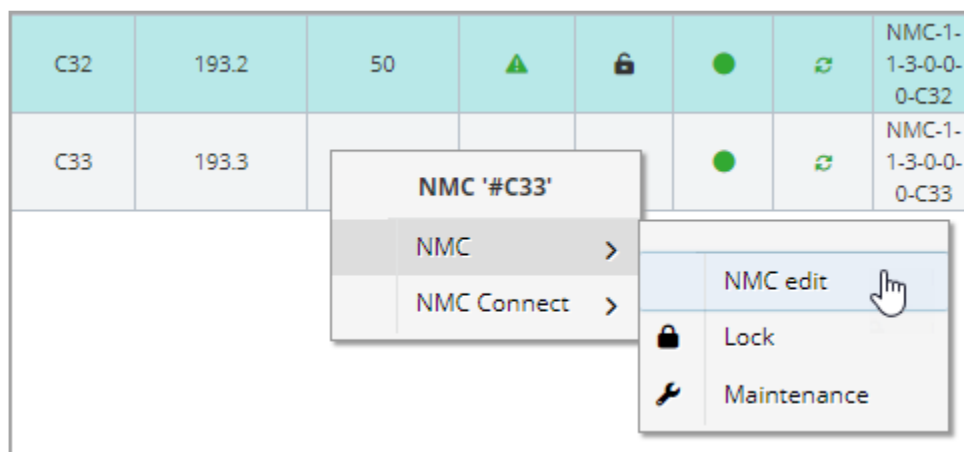 C32 193.2 50 NMC-1-
1-3-0-0-
0-C32
C33 193.3 NMC-1-
1-3-0-0-
0-C33
NMC '#C33'
NMC
NMC Connect
NMC edit
Lock
Maintenance